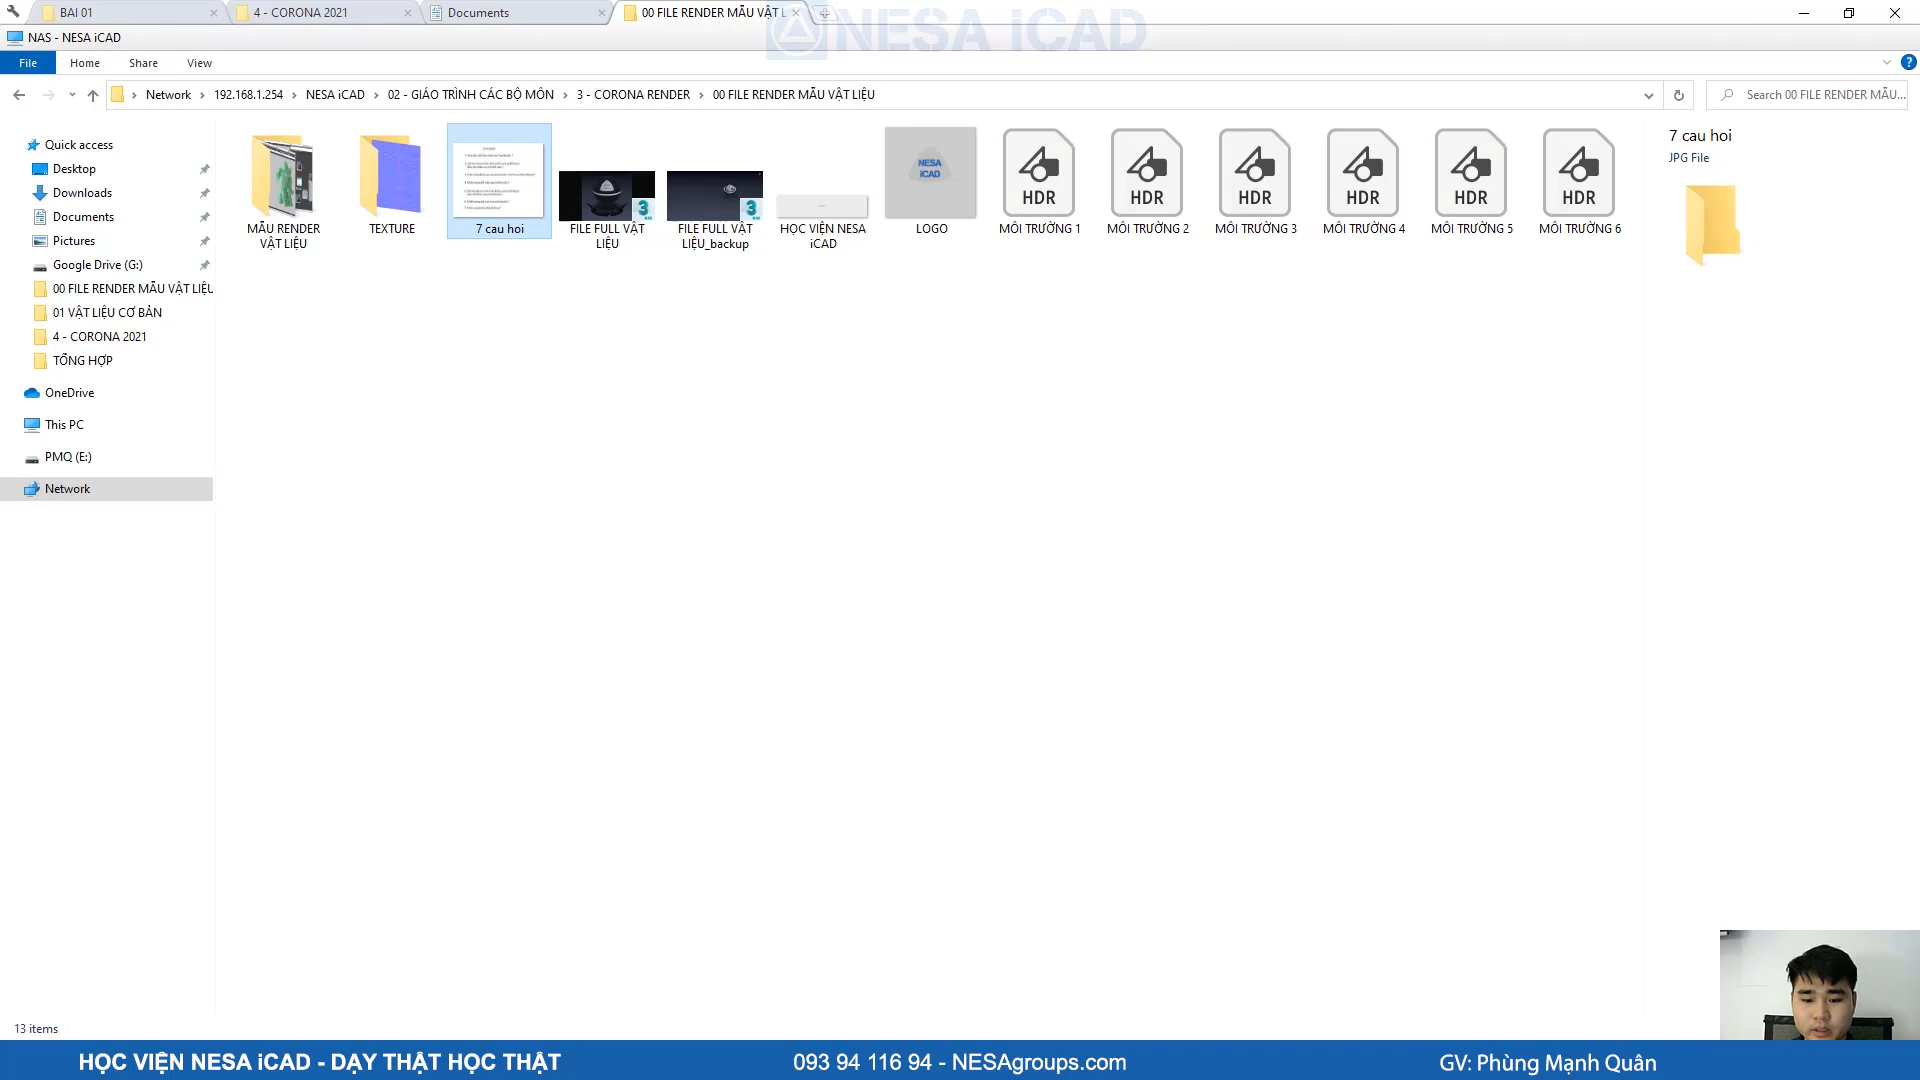 BAI 01
4 - CORONA 2021
Documents
00 FILE RENDER MẪU VẬT L
NESA iCAD
NAS - NESA iCAD
File
Home
Share
View
Network
192.168.1.254
NESA iCAD
02 - GIÁO TRÌNH CÁC BỘ MÔN
3 - CORONA RENDER
00 FILE RENDER MẪU VẬT LIỆU
Search 00 FILE RENDER MẪU...
Quick access
Desktop
Downloads
Documents
Pictures
Google Drive (G:)
00 FILE RENDER MẪU VẬT LIỆU
01 VẬT LIỆU CƠ BẢN
4 - CORONA 2021
TỔNG HỢP
OneDrive
This PC
PMQ (E:)
Network
MẪU RENDER
VẬT LIỆU
TEXTURE
7 cau hoi
3
FILE FULL VẬT
LIỆU
3
FILE FULL VẬT
LIỆU_backup
HỌC VIỆN NESA
iCAD
NESA
iCAD
LOGO
HDR
MÔI TRƯỜNG 1
HDR
MÔI TRƯỜNG 2
HDR
MÔI TRƯỜNG 3
HDR
MÔI TRƯỜNG 4
HDR
MÔI TRƯỜNG 5
HDR
MÔI TRƯỜNG 6
7 cau hoi
JPG File
13 items
HỌC VIỆN NESA iCAD - DẠY THẬT HỌC THẬT
093 94 116 94 - NESAgroups.com
GV: Phùng Mạnh Quân